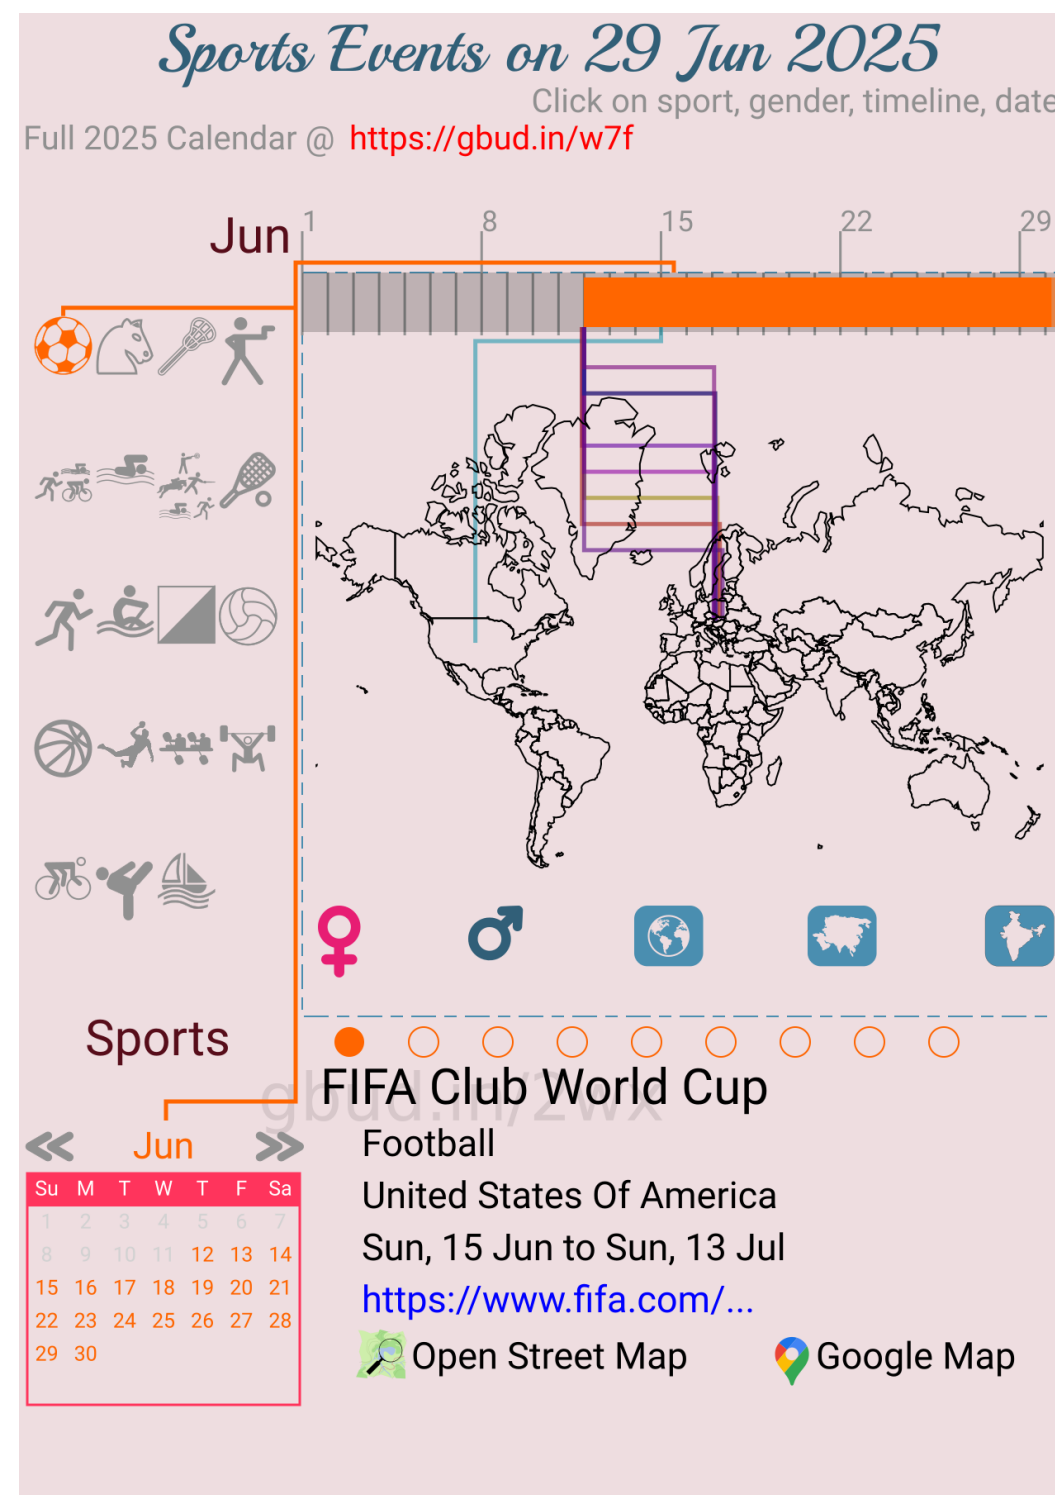 Sports Events on 29 Jun 2025
Click on sport, gender, timeline, date
Full 2025 Calendar @ https://gbud.in/w7f
Jun
1 8 15 22 29
Sports
gbud.in/2wx
FIFA Club World Cup
Football
United States Of America
Sun, 15 Jun to Sun, 13 Jul
https://www.fifa.com/...
Open Street Map Google Map
Jun
Su M T W T F Sa
1 2 3 4 5 6 7
8 9 10 11 12 13 14
15 16 17 18 19 20 21
22 23 24 25 26 27 28
29 30